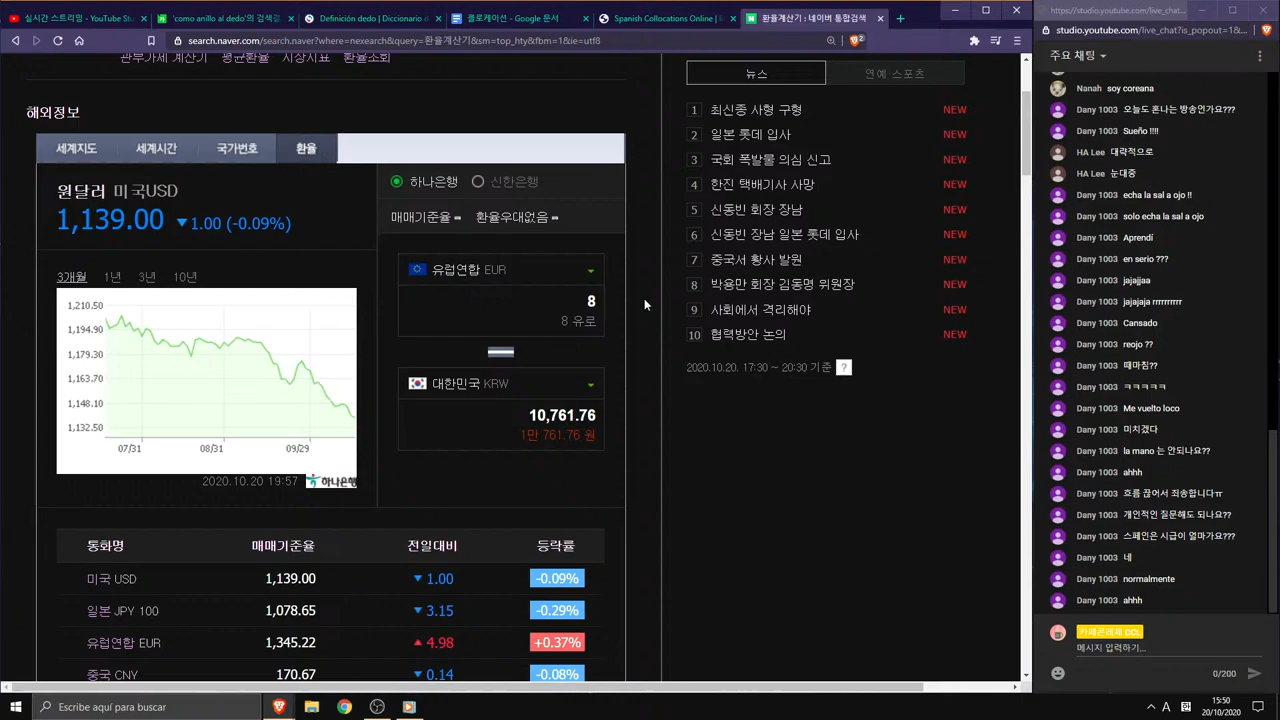 실시간 스트리밍 - YouTube Stu
'como anillo al dedo'의 검색결
Definición dedo | Diccionario d
클로케이션 - Google 문서
Spanish Collocations Online |
환율계산기 : 네이버 통합검색
search.naver.com/search.naver?where=nexearch&query=환율계산기&sm=top_hty&fbm=1&ie=utf8
2
관부가세 계산기 평균환율 시장지표 환율조회
해외정보
세계지도 세계시간 국가번호 환율
원달러 미국USD
1,139.00 ▼1.00 (-0.09%)
3개월 1년 3년 10년
1,210.50
1,194.90
1,179.30
1,163.70
1,148.10
1,132.50
07/31 08/31 09/29
2020.10.20 19:57 하나은행
하나은행 신한은행
매매기준율 환율우대없음
유럽연합 EUR
8
8 유로
대한민국 KRW
10,761.76
1만 761.76 원
통화명 매매기준율 전일대비 등락률
미국 USD 1,139.00 ▼ 1.00 -0.09%
일본 JPY 100 1,078.65 ▼ 3.15 -0.29%
유럽연합 EUR 1,345.22 ▲ 4.98 +0.37%
중국 CNY 170.67 ▼ 0.14 -0.08%
뉴스 연예·스포츠
1 최신종 사형 구형 NEW
2 일본 롯데 입사 NEW
3 국회 폭발물 의심 신고 NEW
4 한진 택배기사 사망 NEW
5 신동빈 회장 장남 NEW
6 신동빈 장남 일본 롯데 입사 NEW
7 중국서 황사 발원 NEW
8 박용만 회장 김동명 위원장 NEW
9 사회에서 격리해야 NEW
10 협력방안 논의 NEW
2020.10.20. 17:30 ~ 20:30 기준 ?
https://studio.youtube.com/live_chat?is_popout=1&...
studio.youtube.com/live_chat?is_popout=1&...
주요 채팅
Nanah soy coreana
Dany 1003 오늘도 혼나는 방송인가요???
Dany 1003 Sueño !!!!
HA Lee 대략적으로
HA Lee 눈대중
Dany 1003 echa la sal a ojo !!
Dany 1003 solo echa la sal a ojo
Dany 1003 Aprendí
Dany 1003 en serio ???
Dany 1003 jajajjaa
Dany 1003 jajajaja rrrrrrrrrr
Dany 1003 Cansado
Dany 1003 reojo ??
Dany 1003 때마침??
Dany 1003 ㅋㅋㅋㅋㅋ
Dany 1003 Me vuelto loco
Dany 1003 미치겠다
Dany 1003 la mano 는 안되나요??
Dany 1003 ahhh
Dany 1003 흐름 끊어서 죄송합니다ㅠ
Dany 1003 개인적인 질문해도 되나요??
Dany 1003 스페인은 시급이 얼마가요???
Dany 1003 네
Dany 1003 normalmente
Dany 1003 ahhh
카페꼰레체 CCL
메시지 입력하기...
0/200
Escribe aquí para buscar
A
15:50
20/10/2020